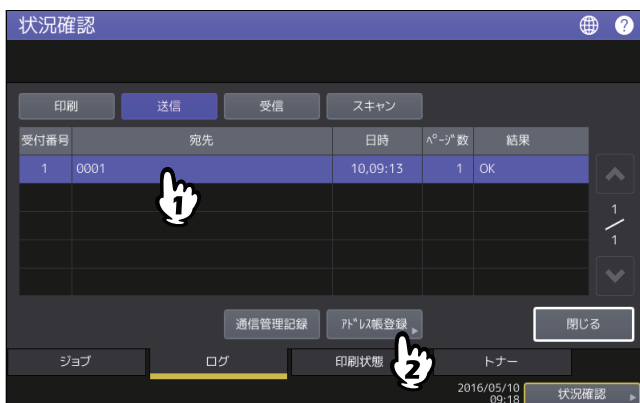 状況確認
?
印刷 送信 受信 スキャン
受付番号 宛先 日時 ﾍﾟｰｼﾞ数 結果
1 0001 10,09:13 1 OK
1
1
1
通信管理記録 ｱﾄﾞﾚｽ帳登録 閉じる
2
ジョブ ログ 印刷状態 トナー
2016/05/10
09:18
状況確認